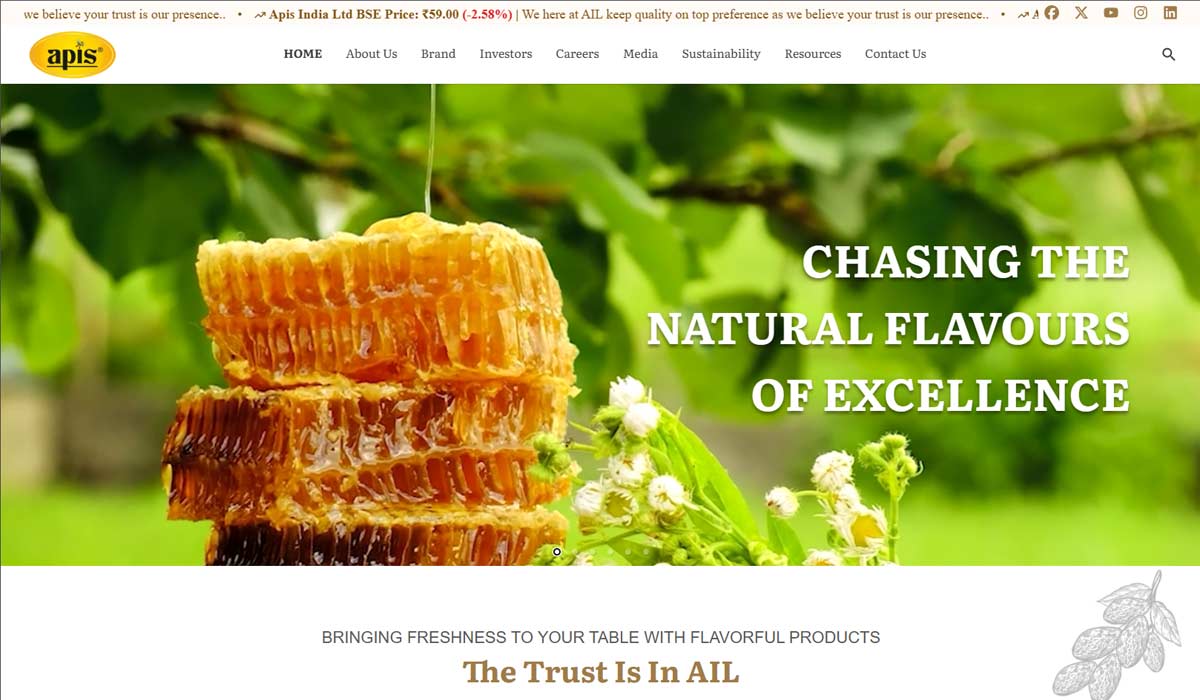 we believe your trust is our presence.. • Apis India Ltd BSE Price: ₹59.00 (-2.58%) | We here at AIL keep quality on top preference as we believe your trust is our presence.. • A
apis®
HOME About Us Brand Investors Careers Media Sustainability Resources Contact Us
CHASING THE
NATURAL FLAVOURS
OF EXCELLENCE
BRINGING FRESHNESS TO YOUR TABLE WITH FLAVORFUL PRODUCTS
The Trust Is In AIL